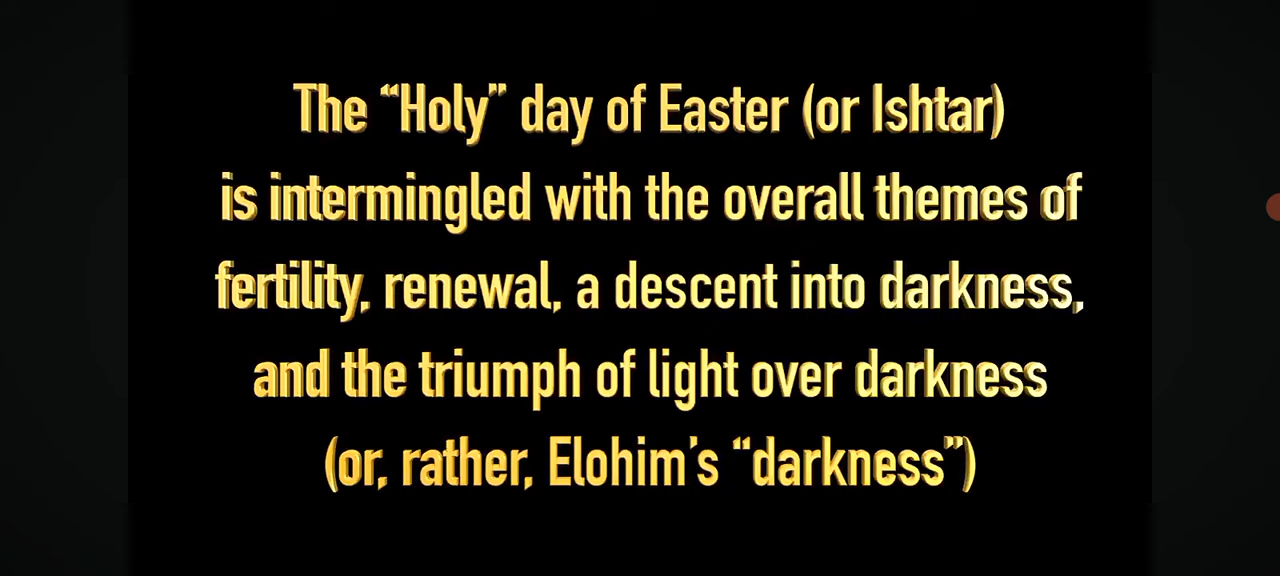 The “Holy” day of Easter (or Ishtar)
is intermingled with the overall themes of
fertility, renewal, a descent into darkness,
and the triumph of light over darkness
(or, rather, Elohim’s “darkness”)